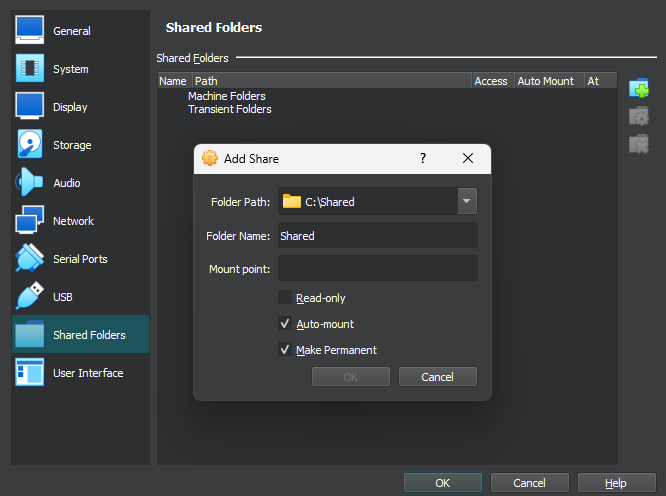 General
System
Display
Storage
Audio
Network
Serial Ports
USB
Shared Folders
User Interface
Shared Folders
Shared Folders
Name Path Access Auto Mount At
Machine Folders
Transient Folders
Add Share ?
Folder Path: C:\Shared
Folder Name: Shared
Mount point:
Read-only
Auto-mount
Make Permanent
OK Cancel
OK Cancel Help